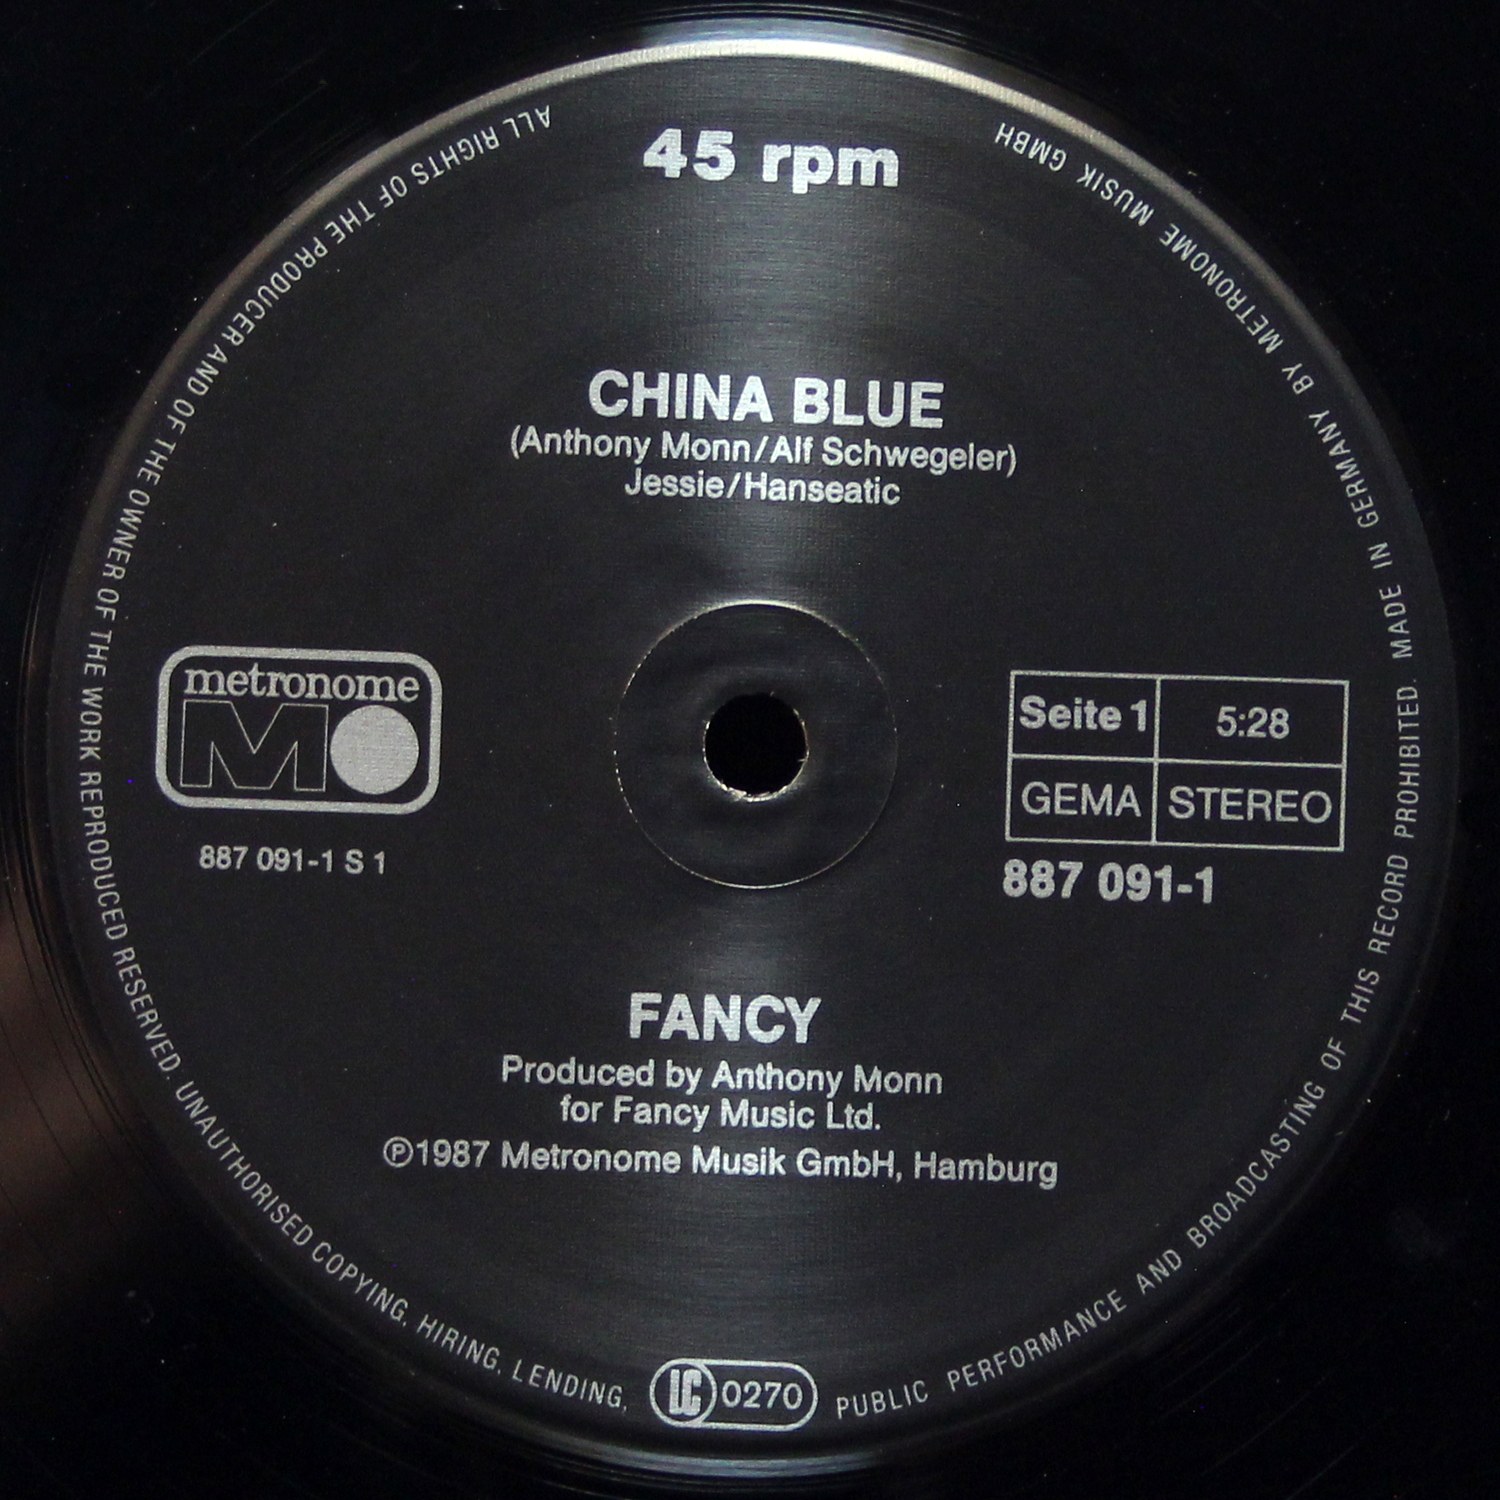 45 rpm
CHINA BLUE
(Anthony Monn/Alf Schwegeler)
Jessie/Hanseatic
metronome
MO
887 091-1 S 1
Seite 1
5:28
GEMA
STEREO
887 091-1
FANCY
Produced by Anthony Monn
for Fancy Music Ltd.
℗1987 Metronome Musik GmbH, Hamburg
ALL RIGHTS OF THE PRODUCER AND OF THE OWNER OF THE WORK REPRODUCED RESERVED. UNAUTHORISED COPYING, HIRING, LENDING, PUBLIC PERFORMANCE AND BROADCASTING OF THIS RECORD PROHIBITED. MADE IN GERMANY BY METRONOME MUSIK GMBH
LC 0270